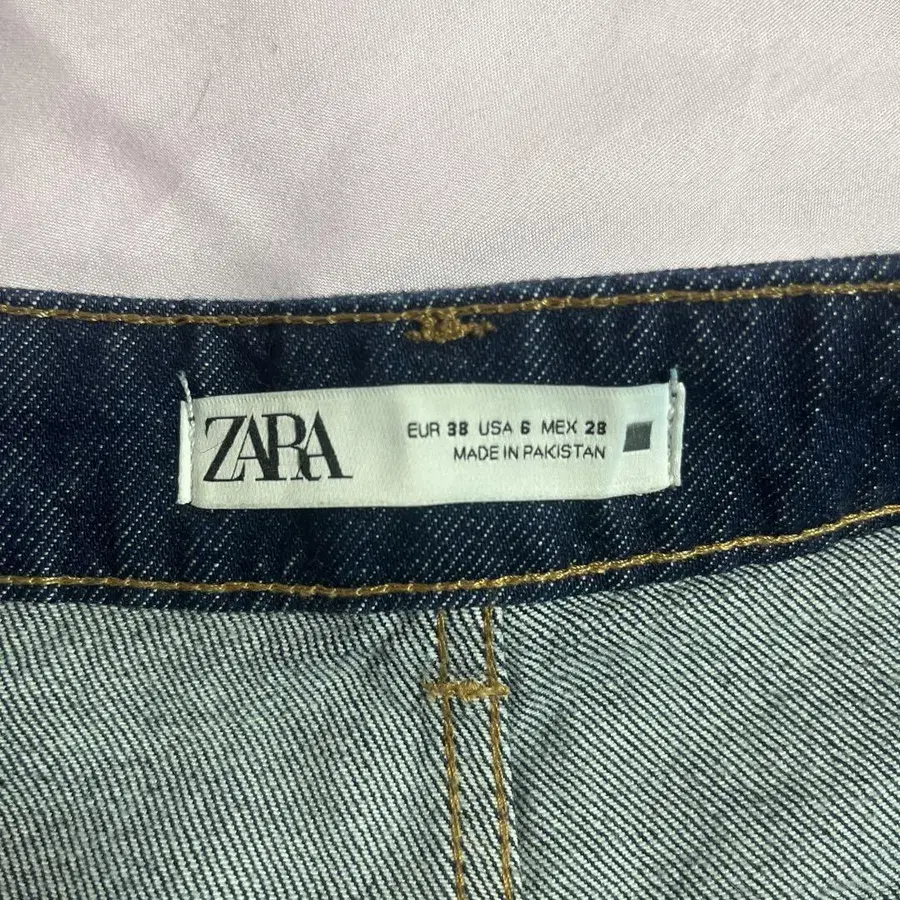 ZARA
EUR 38 USA 6 MEX 28
MADE IN PAKISTAN